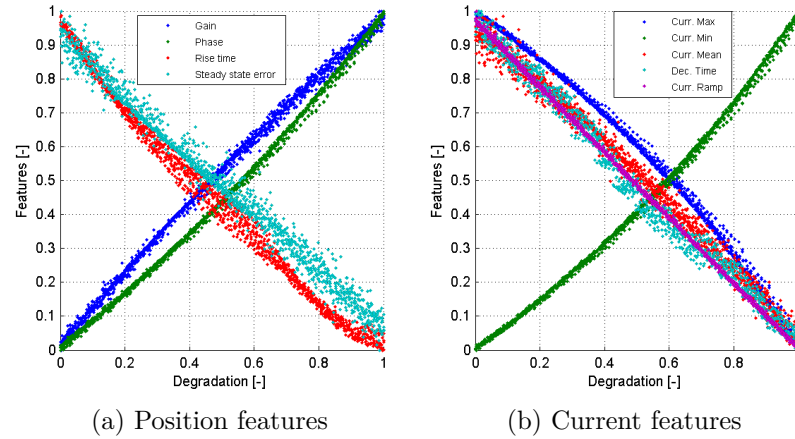 1
0.9
0.8
0.7
0.6
0.5
0.4
0.3
0.2
0.1
0
Features [-]
Gain
Phase
Rise time
Steady state error
0 0.2 0.4 0.6 0.8 1
Degradation [-]
(a) Position features
1
0.9
0.8
0.7
0.6
0.5
0.4
0.3
0.2
0.1
0
Features [-]
Curr. Max
Curr. Min
Curr. Mean
Dec. Time
Curr. Ramp
0 0.2 0.4 0.6 0.8
Degradation [-]
(b) Current features